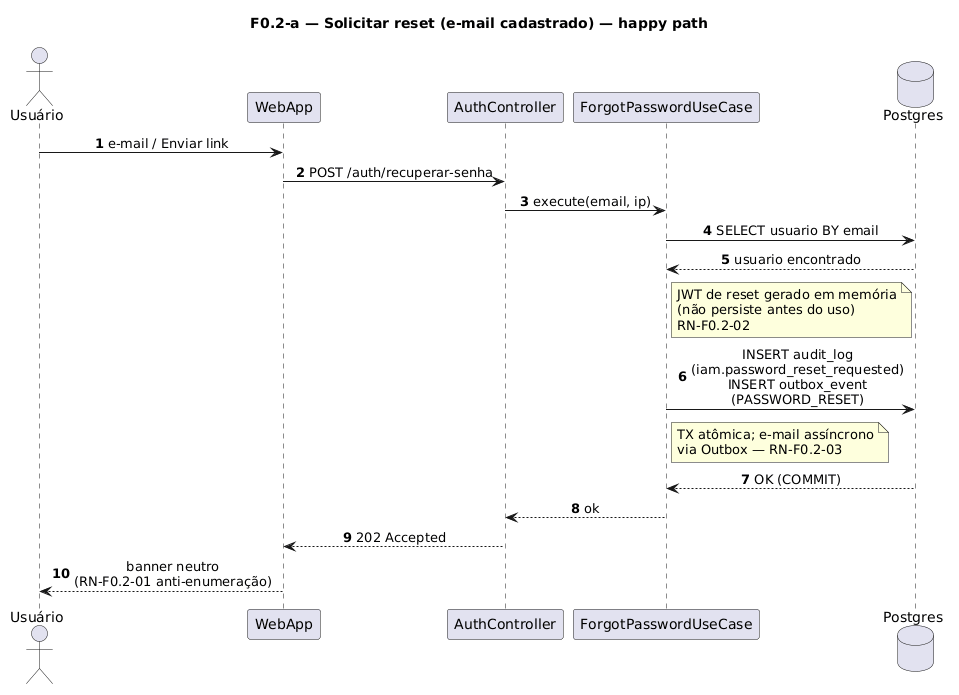 F0.2-a — Solicitar reset (e-mail cadastrado) — happy path
Usuário
WebApp
AuthController
ForgotPasswordUseCase
Postgres
1 e-mail / Enviar link
2 POST /auth/recuperar-senha
3 execute(email, ip)
4 SELECT usuario BY email
5 usuario encontrado
JWT de reset gerado em memória
(não persiste antes do uso)
RN-F0.2-02
INSERT audit_log
6 (iam.password_reset_requested)
INSERT outbox_event
(PASSWORD_RESET)
TX atômica; e-mail assíncrono
via Outbox — RN-F0.2-03
7 OK (COMMIT)
8 ok
9 202 Accepted
10 banner neutro
(RN-F0.2-01 anti-enumeração)
Usuário
WebApp
AuthController
ForgotPasswordUseCase
Postgres